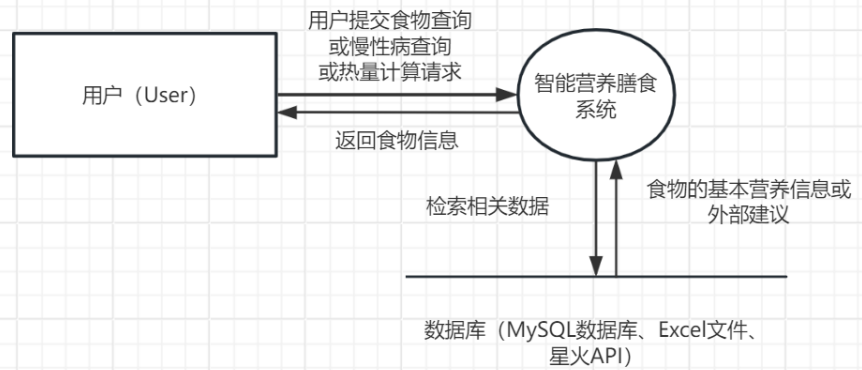 用户提交食物查询
或慢性病查询
或热量计算请求
用户（User）
智能营养膳食
系统
返回食物信息
检索相关数据
食物的基本营养信息或
外部建议
数据库（MySQL数据库、Excel文件、
星火API）